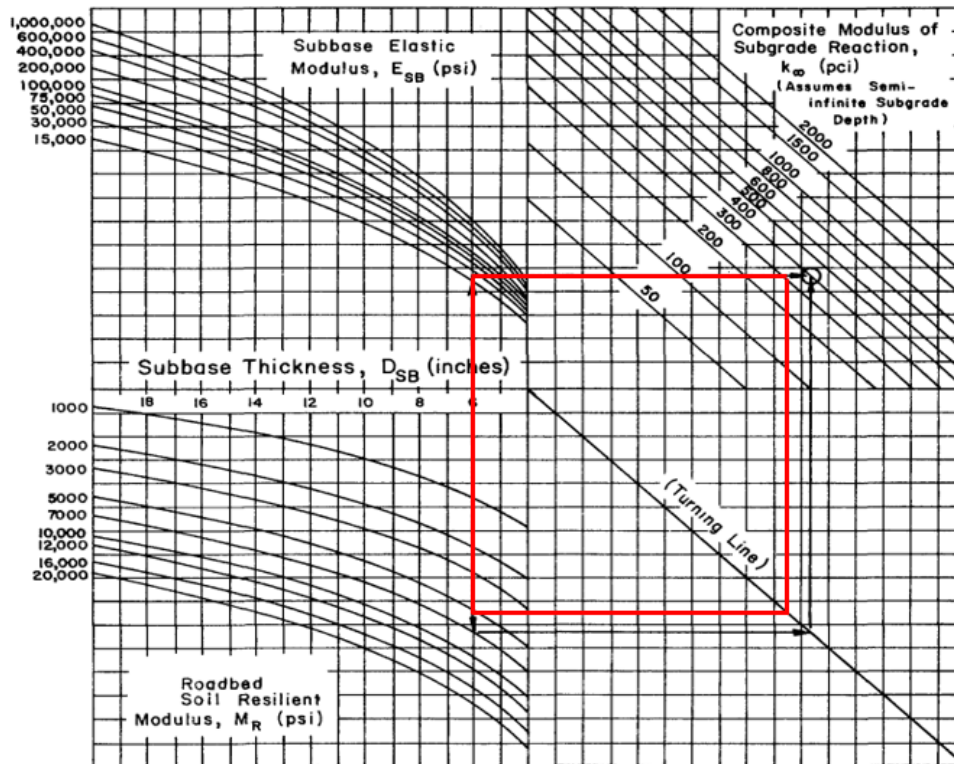 1,000,000
600,000
400,000
200,000
100,000
75,000
50,000
30,000
15,000
Subbase Elastic
Modulus, E_SB (psi)
Composite Modulus of
Subgrade Reaction,
k∞ (pci)
(Assumes Semi-
infinite Subgrade
Depth)
2000
1500
1000
800
600
500
400
300
200
100
50
Subbase Thickness, D_SB (inches)
18 16 14 12 10 8 6
1000
2000
3000
5000
7000
10,000
12,000
16,000
20,000
(Turning Line)
Roadbed
Soil Resilient
Modulus, M_R (psi)